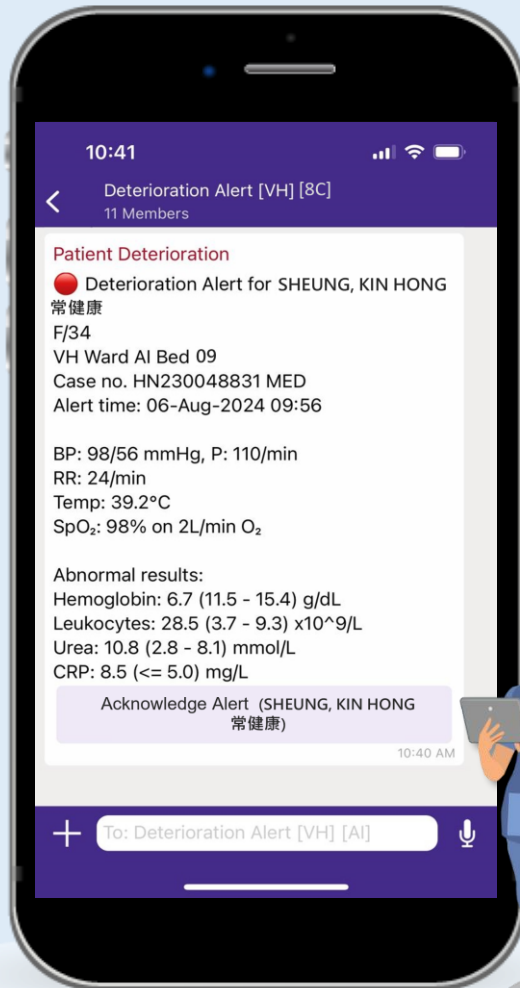 10:41
Deterioration Alert [VH] [8C]
11 Members
Patient Deterioration
🔴 Deterioration Alert for SHEUNG, KIN HONG
常健康
F/34
VH Ward AI Bed 09
Case no. HN230048831 MED
Alert time: 06-Aug-2024 09:56
BP: 98/56 mmHg, P: 110/min
RR: 24/min
Temp: 39.2°C
SpO₂: 98% on 2L/min O₂
Abnormal results:
Hemoglobin: 6.7 (11.5 - 15.4) g/dL
Leukocytes: 28.5 (3.7 - 9.3) x10^9/L
Urea: 10.8 (2.8 - 8.1) mmol/L
CRP: 8.5 (<= 5.0) mg/L
Acknowledge Alert (SHEUNG, KIN HONG
常健康)
10:40 AM
To: Deterioration Alert [VH] [AI]